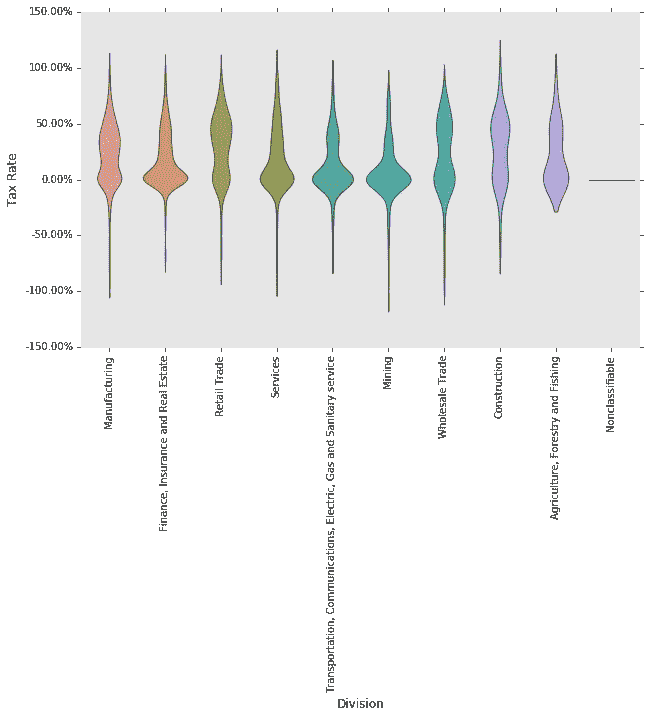 150.00%
100.00%
50.00%
0.00%
-50.00%
-100.00%
-150.00%
Tax Rate
Manufacturing
Finance, Insurance and Real Estate
Retail Trade
Services
Transportation, Communications, Electric, Gas and Sanitary service
Mining
Wholesale Trade
Construction
Agriculture, Forestry and Fishing
Nonclassifiable
Division